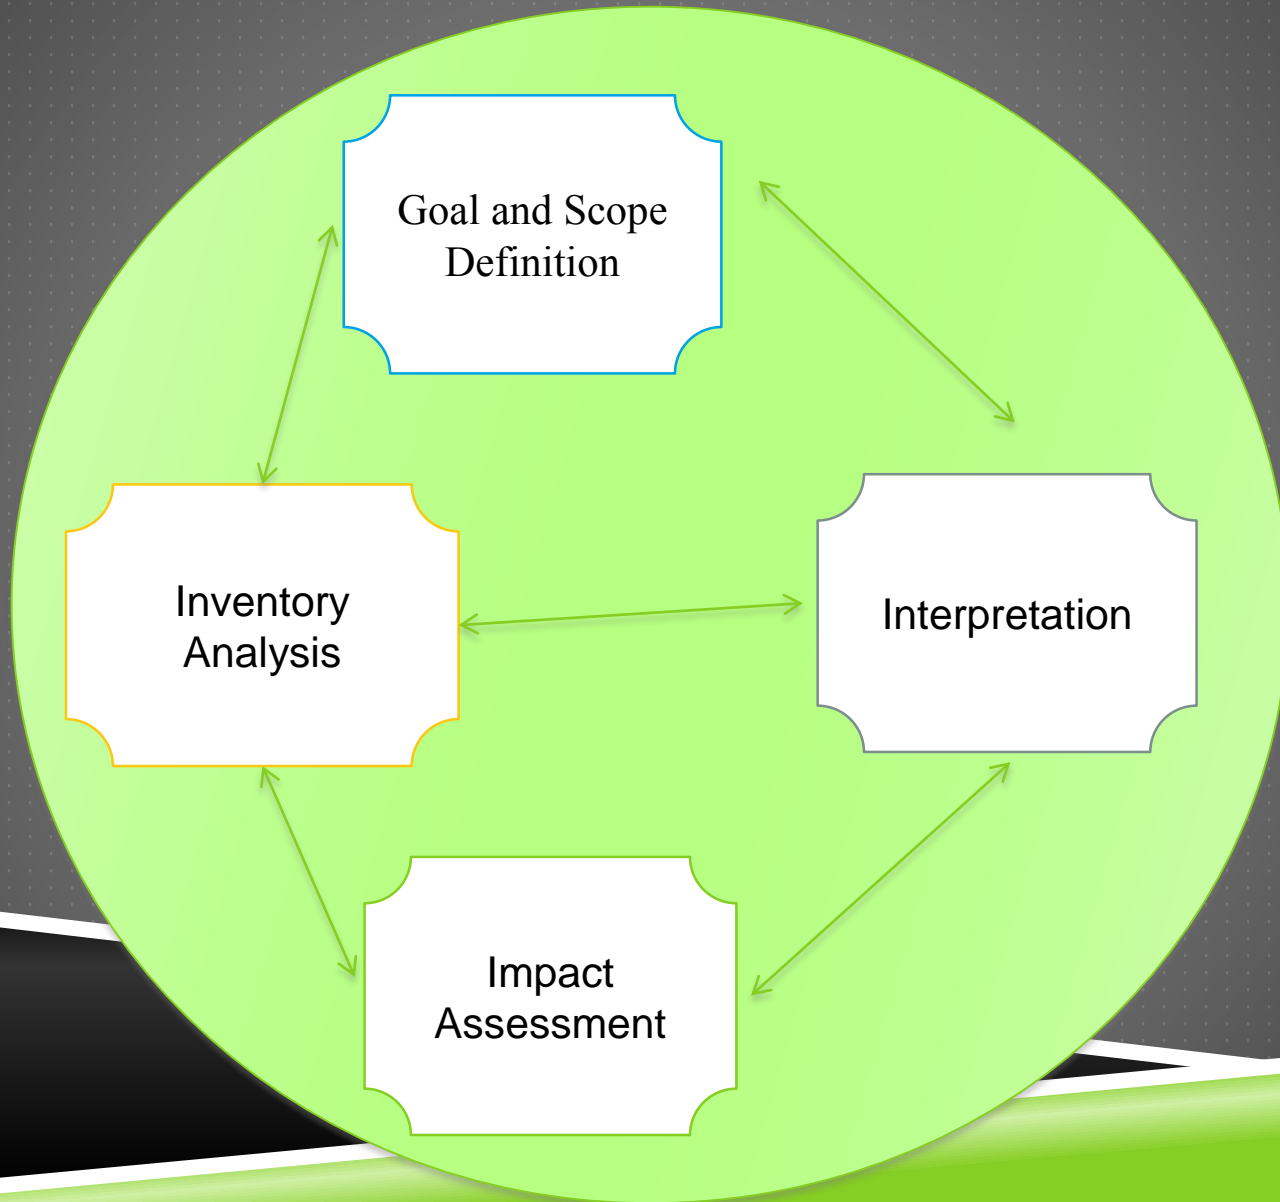 Goal and Scope
Definition
Inventory
Analysis
Interpretation
Impact
Assessment